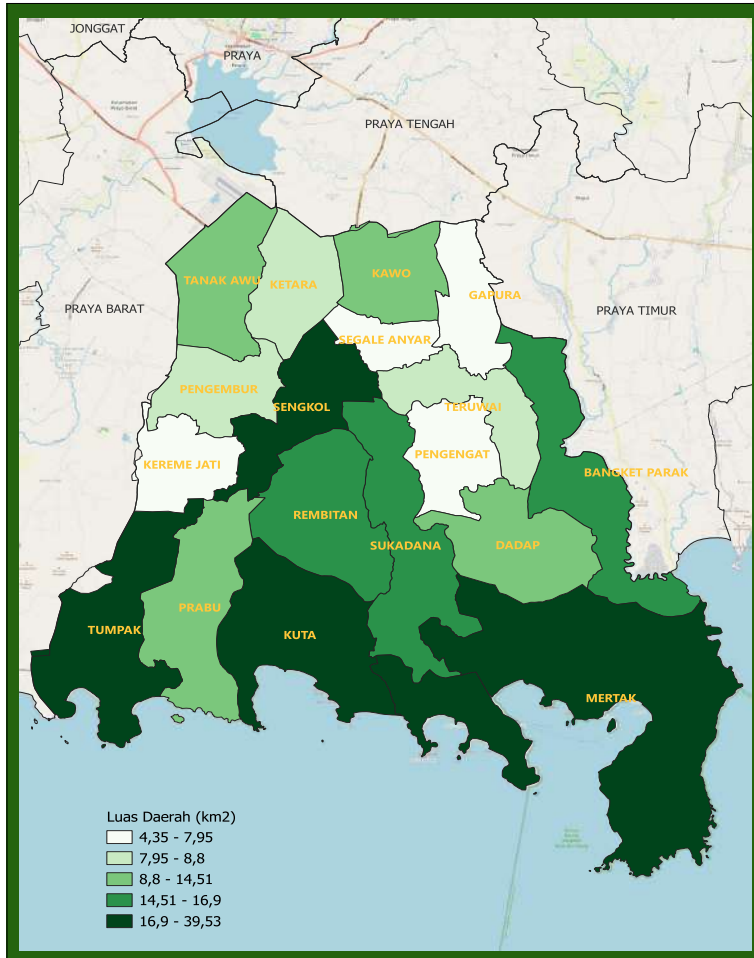 JONGGAT
PRAYA
PRAYA TENGAH
PRAYA BARAT
PRAYA TIMUR
TANAK AWU
KETARA
KAWO
GAPURA
SEGALE ANYAR
PENGEMBUR
SENGKOL
TERUWAI
KEREME JATI
PENGENGAT
BANGKET PARAK
REMBITAN
SUKADANA
DADAP
PRABU
TUMPAK
KUTA
MERTAK
Luas Daerah (km2)
4,35 - 7,95
7,95 - 8,8
8,8 - 14,51
14,51 - 16,9
16,9 - 39,53